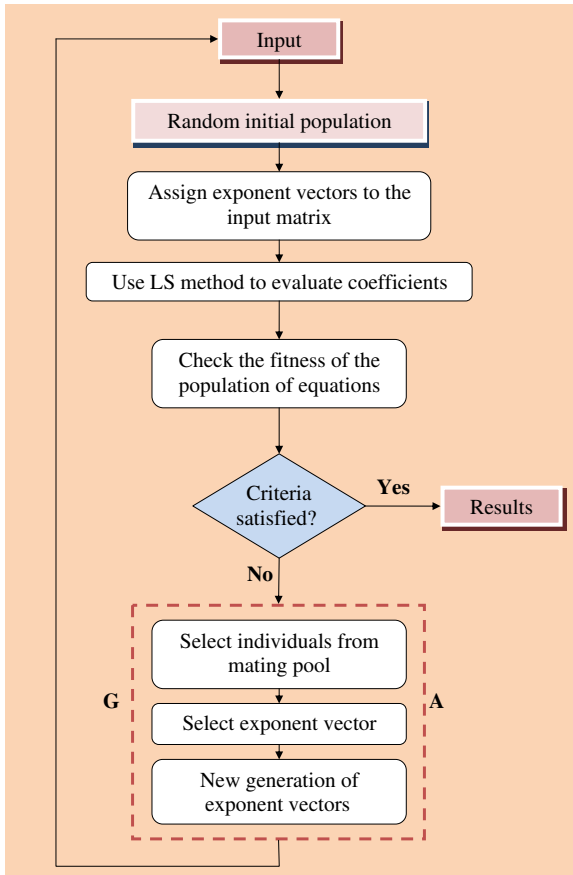 Input
Random initial population
Assign exponent vectors to the
input matrix
Use LS method to evaluate coefficients
Check the fitness of the
population of equations
Criteria
satisfied?
Yes
Results
No
Select individuals from
mating pool
G
A
Select exponent vector
New generation of
exponent vectors